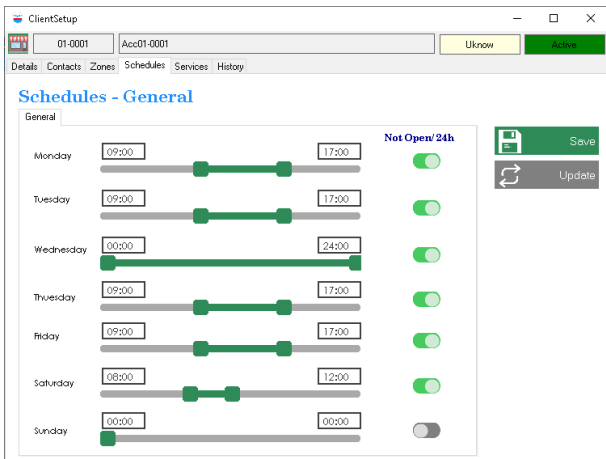 ClientSetup
01-0001 Acc01-0001 Uknow Active
Details Contacts Zones Schedules Services History
Schedules - General
General
Not Open/24h
Monday 09:00 17:00
Tuesday 09:00 17:00
Wednesday 00:00 24:00
Thuesday 09:00 17:00
Friday 09:00 17:00
Saturday 08:00 12:00
Sunday 00:00 00:00
Save
Update